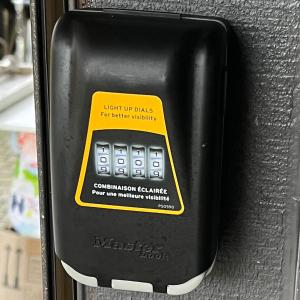 LIGHT UP DIALS
For better visibility
COMBINAISON ÉCLAIRÉE
Pour une meilleure visibilité
Master
Lock